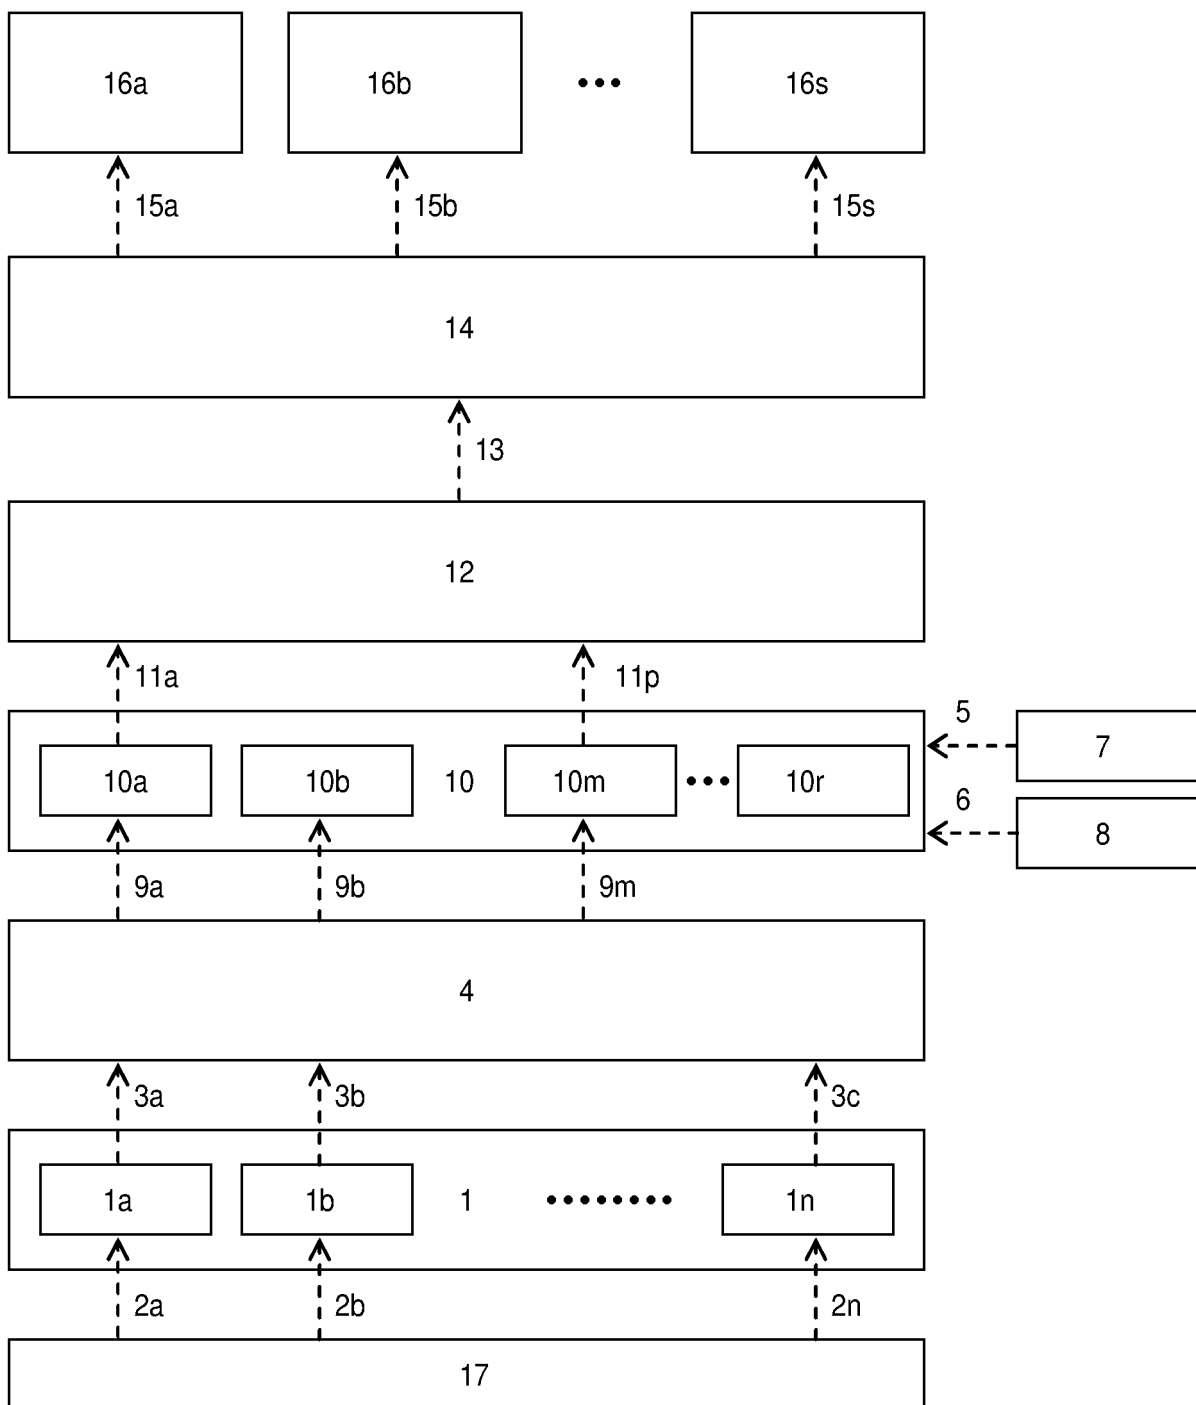 16a 16b ••• 16s
15a 15b 15s
14
13
12
11a 11p
5
7
10a 10b 10 10m ••• 10r
6
8
9a 9b 9m
4
3a 3b 3c
1a 1b 1 •••••••• 1n
2a 2b 2n
17